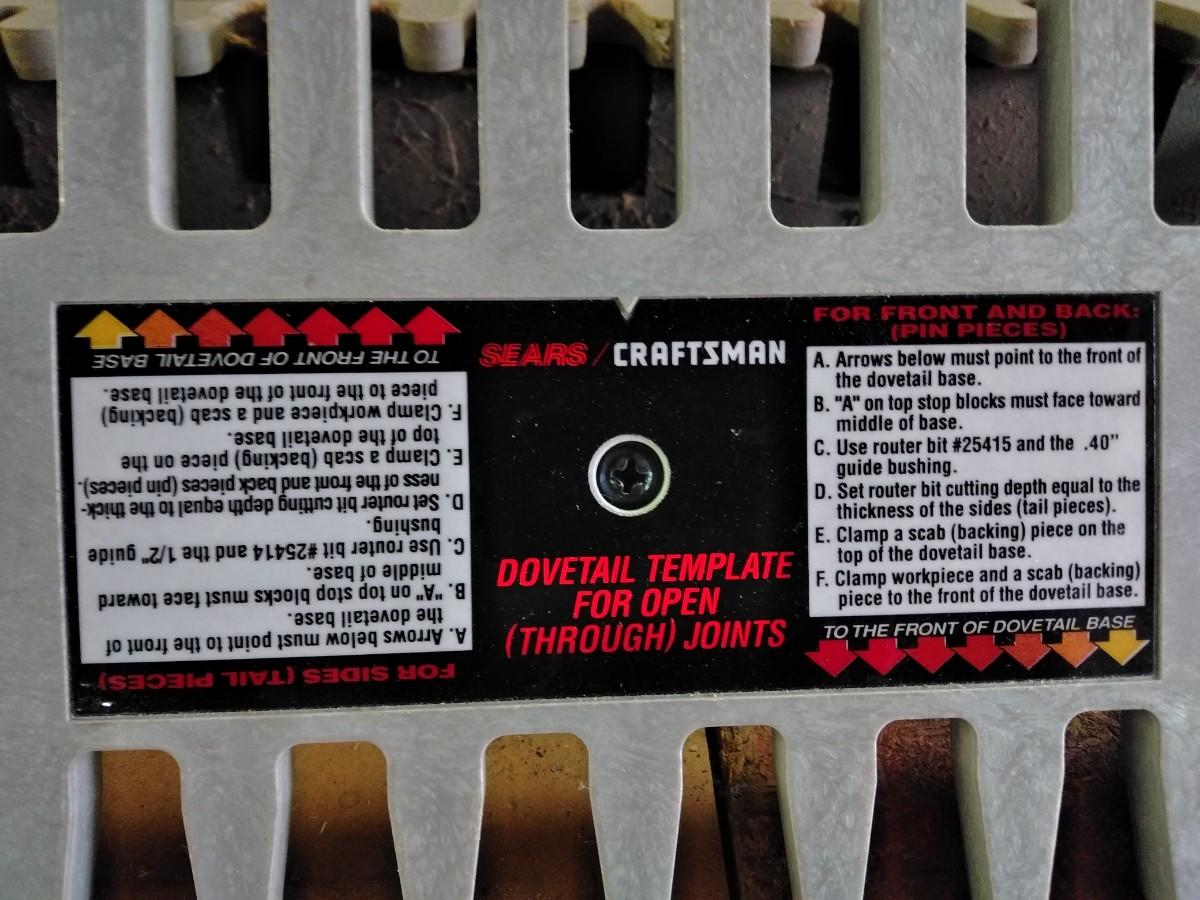 SEARS / CRAFTSMAN
DOVETAIL TEMPLATE
FOR OPEN
(THROUGH) JOINTS
FOR FRONT AND BACK:
(PIN PIECES)
A. Arrows below must point to the front of
the dovetail base.
B. "A" on top stop blocks must face toward
middle of base.
C. Use router bit #25415 and the .40"
guide bushing.
D. Set router bit cutting depth equal to the
thickness of the sides (tail pieces).
E. Clamp a scab (backing) piece on the
top of the dovetail base.
F. Clamp workpiece and a scab (backing)
piece to the front of the dovetail base.
TO THE FRONT OF DOVETAIL BASE
FOR SIDES (TAIL PIECES)
A. Arrows below must point to the front of
the dovetail base.
B. "A" on top stop blocks must face toward
middle of base.
C. Use router bit #25414 and the 1/2" guide
bushing.
D. Set router bit cutting depth equal to the thick-
ness of the front and back pieces (pin pieces).
E. Clamp a scab (backing) piece on the
top of the dovetail base.
F. Clamp workpiece and a scab (backing)
piece to the front of the dovetail base.
TO THE FRONT OF DOVETAIL BASE